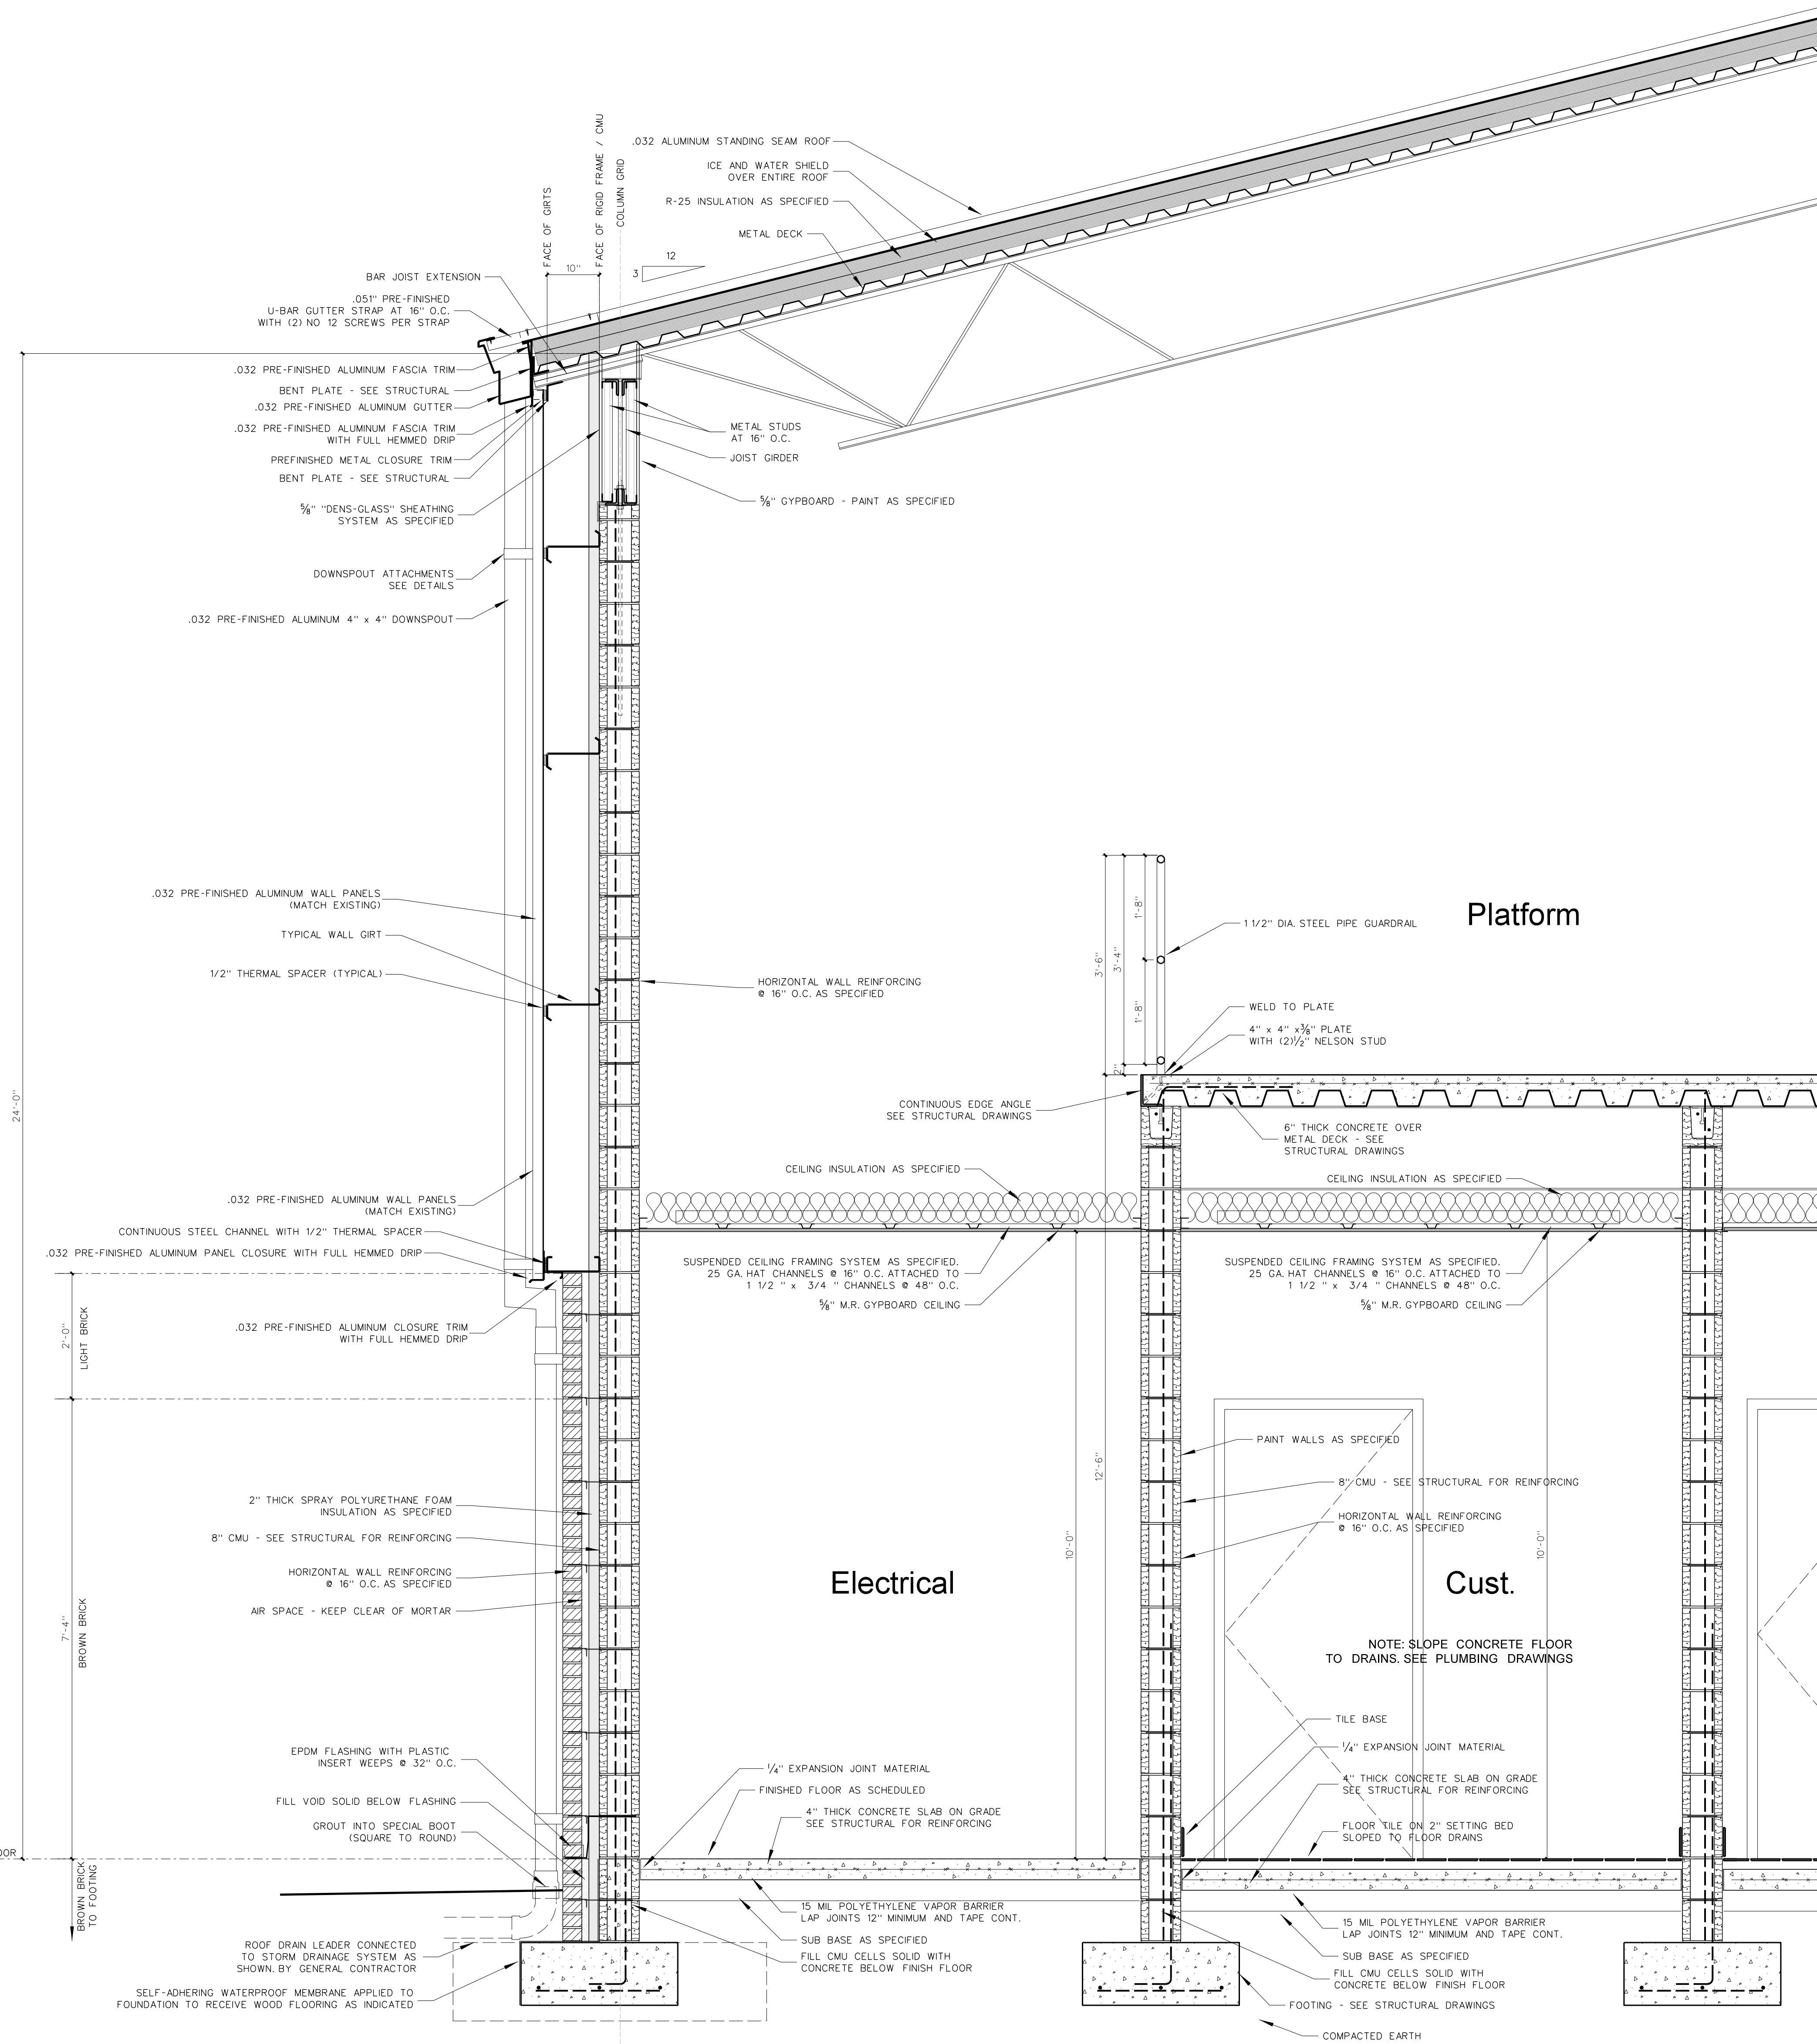 FACE OF GIRTS
FACE OF RIGID FRAME / CMU
COLUMN GRID
10"
12
3
.032 ALUMINUM STANDING SEAM ROOF
ICE AND WATER SHIELD
OVER ENTIRE ROOF
R-25 INSULATION AS SPECIFIED
METAL DECK
BAR JOIST EXTENSION
.051" PRE-FINISHED
U-BAR GUTTER STRAP AT 16" O.C.
WITH (2) NO 12 SCREWS PER STRAP
.032 PRE-FINISHED ALUMINUM FASCIA TRIM
BENT PLATE - SEE STRUCTURAL
.032 PRE-FINISHED ALUMINUM GUTTER
.032 PRE-FINISHED ALUMINUM FASCIA TRIM
WITH FULL HEMMED DRIP
PREFINISHED METAL CLOSURE TRIM
BENT PLATE - SEE STRUCTURAL
⅝" "DENS-GLASS" SHEATHING
SYSTEM AS SPECIFIED
METAL STUDS
AT 16" O.C.
JOIST GIRDER
⅝" GYPBOARD - PAINT AS SPECIFIED
DOWNSPOUT ATTACHMENTS
SEE DETAILS
.032 PRE-FINISHED ALUMINUM 4" x 4" DOWNSPOUT
.032 PRE-FINISHED ALUMINUM WALL PANELS
(MATCH EXISTING)
TYPICAL WALL GIRT
1/2" THERMAL SPACER (TYPICAL)
HORIZONTAL WALL REINFORCING
@ 16" O.C. AS SPECIFIED
24'-0"
Platform
1 1/2" DIA. STEEL PIPE GUARDRAIL
1'-8"
3'-6"
3'-4"
1'-8"
2"
WELD TO PLATE
4" x 4" x⅜" PLATE
WITH (2)½" NELSON STUD
CONTINUOUS EDGE ANGLE
SEE STRUCTURAL DRAWINGS
6" THICK CONCRETE OVER
METAL DECK - SEE
STRUCTURAL DRAWINGS
CEILING INSULATION AS SPECIFIED
CEILING INSULATION AS SPECIFIED
.032 PRE-FINISHED ALUMINUM WALL PANELS
(MATCH EXISTING)
CONTINUOUS STEEL CHANNEL WITH 1/2" THERMAL SPACER
.032 PRE-FINISHED ALUMINUM PANEL CLOSURE WITH FULL HEMMED DRIP
SUSPENDED CEILING FRAMING SYSTEM AS SPECIFIED.
25 GA. HAT CHANNELS @ 16" O.C. ATTACHED TO
1 1/2 " x 3/4 " CHANNELS @ 48" O.C.
⅝" M.R. GYPBOARD CEILING
SUSPENDED CEILING FRAMING SYSTEM AS SPECIFIED.
25 GA. HAT CHANNELS @ 16" O.C. ATTACHED TO
1 1/2 " x 3/4 " CHANNELS @ 48" O.C.
⅝" M.R. GYPBOARD CEILING
.032 PRE-FINISHED ALUMINUM CLOSURE TRIM
WITH FULL HEMMED DRIP
2'-0"
LIGHT BRICK
12'-6"
PAINT WALLS AS SPECIFIED
8" CMU - SEE STRUCTURAL FOR REINFORCING
HORIZONTAL WALL REINFORCING
@ 16" O.C. AS SPECIFIED
2" THICK SPRAY POLYURETHANE FOAM
INSULATION AS SPECIFIED
8" CMU - SEE STRUCTURAL FOR REINFORCING
HORIZONTAL WALL REINFORCING
@ 16" O.C. AS SPECIFIED
AIR SPACE - KEEP CLEAR OF MORTAR
10'-0"
10'-0"
Electrical
Cust.
7'-4"
BROWN BRICK
NOTE: SLOPE CONCRETE FLOOR
TO DRAINS. SEE PLUMBING DRAWINGS
TILE BASE
¼" EXPANSION JOINT MATERIAL
4" THICK CONCRETE SLAB ON GRADE
SEE STRUCTURAL FOR REINFORCING
FLOOR TILE ON 2" SETTING BED
SLOPED TO FLOOR DRAINS
EPDM FLASHING WITH PLASTIC
INSERT WEEPS @ 32" O.C.
FILL VOID SOLID BELOW FLASHING
GROUT INTO SPECIAL BOOT
(SQUARE TO ROUND)
¼" EXPANSION JOINT MATERIAL
FINISHED FLOOR AS SCHEDULED
4" THICK CONCRETE SLAB ON GRADE
SEE STRUCTURAL FOR REINFORCING
BROWN BRICK
TO FOOTING
15 MIL POLYETHYLENE VAPOR BARRIER
LAP JOINTS 12" MINIMUM AND TAPE CONT.
SUB BASE AS SPECIFIED
FILL CMU CELLS SOLID WITH
CONCRETE BELOW FINISH FLOOR
15 MIL POLYETHYLENE VAPOR BARRIER
LAP JOINTS 12" MINIMUM AND TAPE CONT.
SUB BASE AS SPECIFIED
FILL CMU CELLS SOLID WITH
CONCRETE BELOW FINISH FLOOR
FOOTING - SEE STRUCTURAL DRAWINGS
COMPACTED EARTH
ROOF DRAIN LEADER CONNECTED
TO STORM DRAINAGE SYSTEM AS
SHOWN. BY GENERAL CONTRACTOR
SELF-ADHERING WATERPROOF MEMBRANE APPLIED TO
FOUNDATION TO RECEIVE WOOD FLOORING AS INDICATED